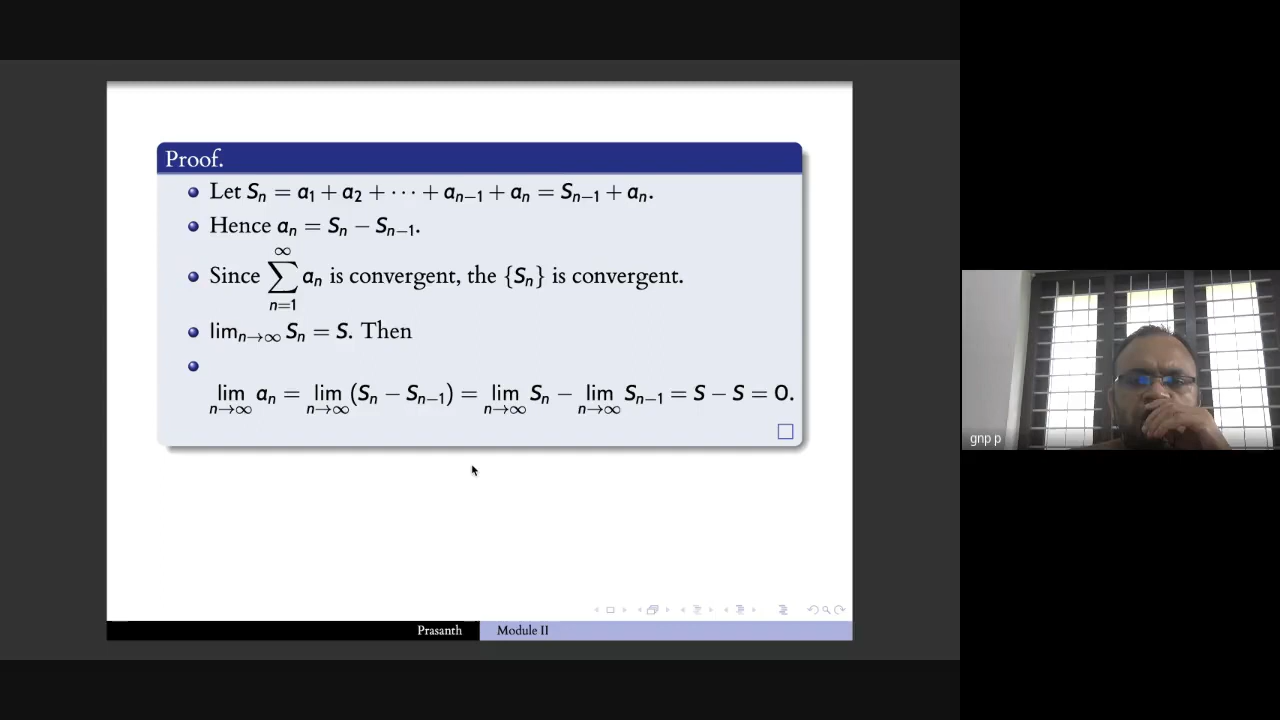 Proof.
Let Sₙ = a₁ + a₂ + ⋯ + aₙ₋₁ + aₙ = Sₙ₋₁ + aₙ.
Hence aₙ = Sₙ − Sₙ₋₁.
Since ∑_{n=1}^{∞} aₙ is convergent, the {Sₙ} is convergent.
lim_{n→∞} Sₙ = S. Then
lim_{n→∞} aₙ = lim_{n→∞} (Sₙ − Sₙ₋₁) = lim_{n→∞} Sₙ − lim_{n→∞} Sₙ₋₁ = S − S = 0.
Prasanth Module II
gnp p